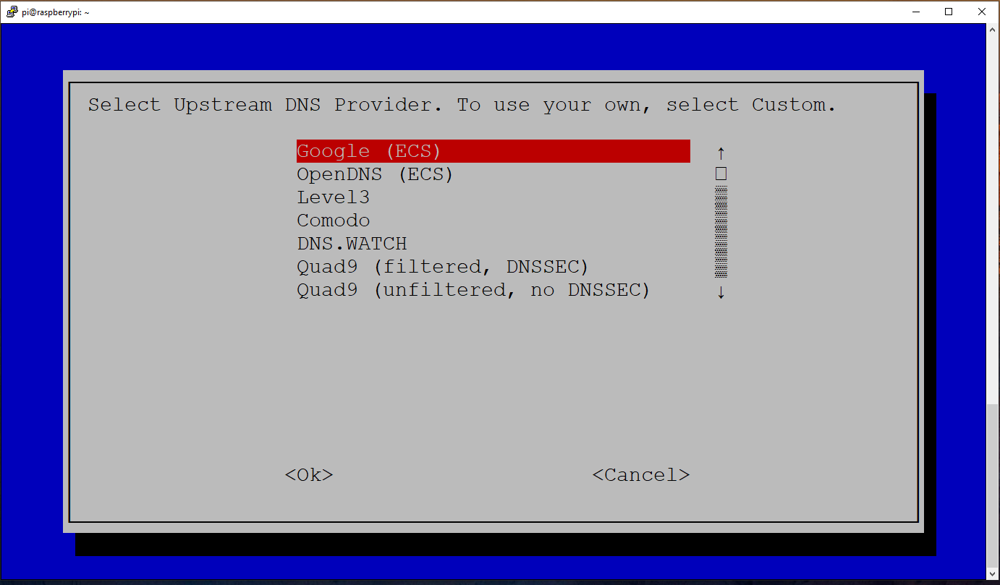 pi@raspberrypi: ~
Select Upstream DNS Provider. To use your own, select Custom.
Google (ECS)
OpenDNS (ECS)
Level3
Comodo
DNS.WATCH
Quad9 (filtered, DNSSEC)
Quad9 (unfiltered, no DNSSEC)
<Ok> <Cancel>